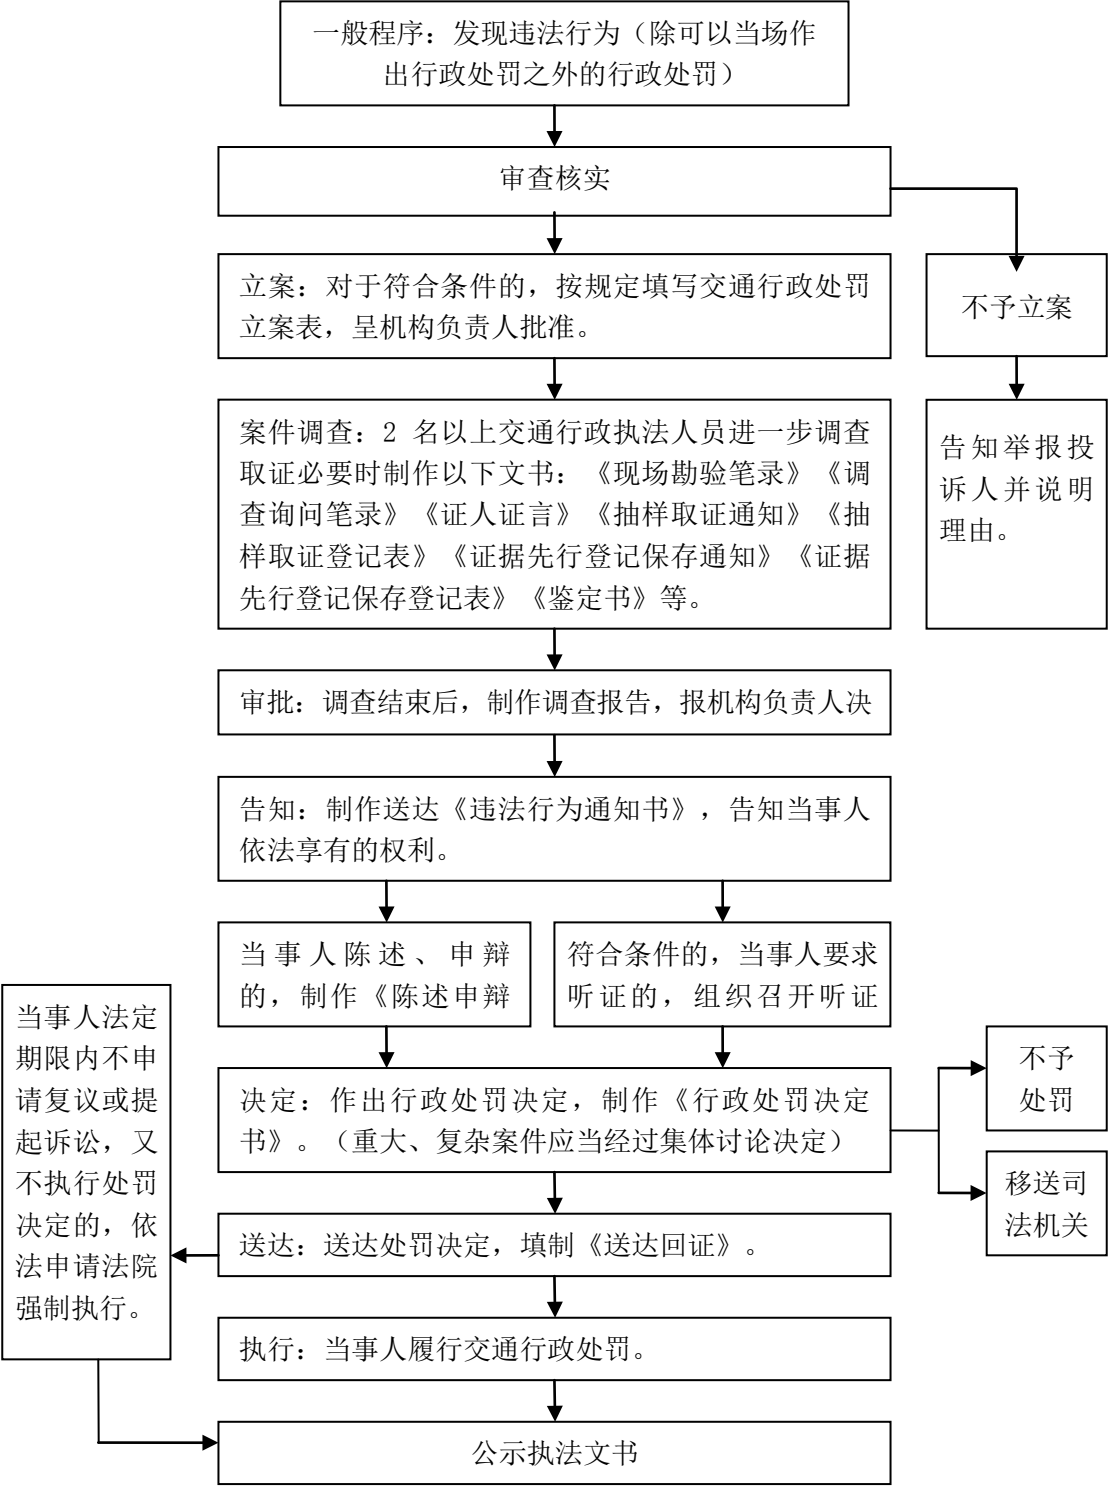 一般程序：发现违法行为（除可以当场作
出行政处罚之外的行政处罚）
审查核实
立案：对于符合条件的，按规定填写交通行政处罚
立案表，呈机构负责人批准。
不予立案
案件调查：2 名以上交通行政执法人员进一步调查
取证必要时制作以下文书：《现场勘验笔录》《调
查询问笔录》《证人证言》《抽样取证通知》《抽
样取证登记表》《证据先行登记保存通知》《证据
先行登记保存登记表》《鉴定书》等。
告知举报投
诉人并说明
理由。
审批：调查结束后，制作调查报告，报机构负责人决
告知：制作送达《违法行为通知书》，告知当事人
依法享有的权利。
当事人陈述、申辩
的，制作《陈述申辩
符合条件的，当事人要求
听证的，组织召开听证
当事人法定
期限内不申
请复议或提
起诉讼，又
不执行处罚
决定的，依
法申请法院
强制执行。
决定：作出行政处罚决定，制作《行政处罚决定
书》。（重大、复杂案件应当经过集体讨论决定）
不予
处罚
移送司
法机关
送达：送达处罚决定，填制《送达回证》。
执行：当事人履行交通行政处罚。
公示执法文书